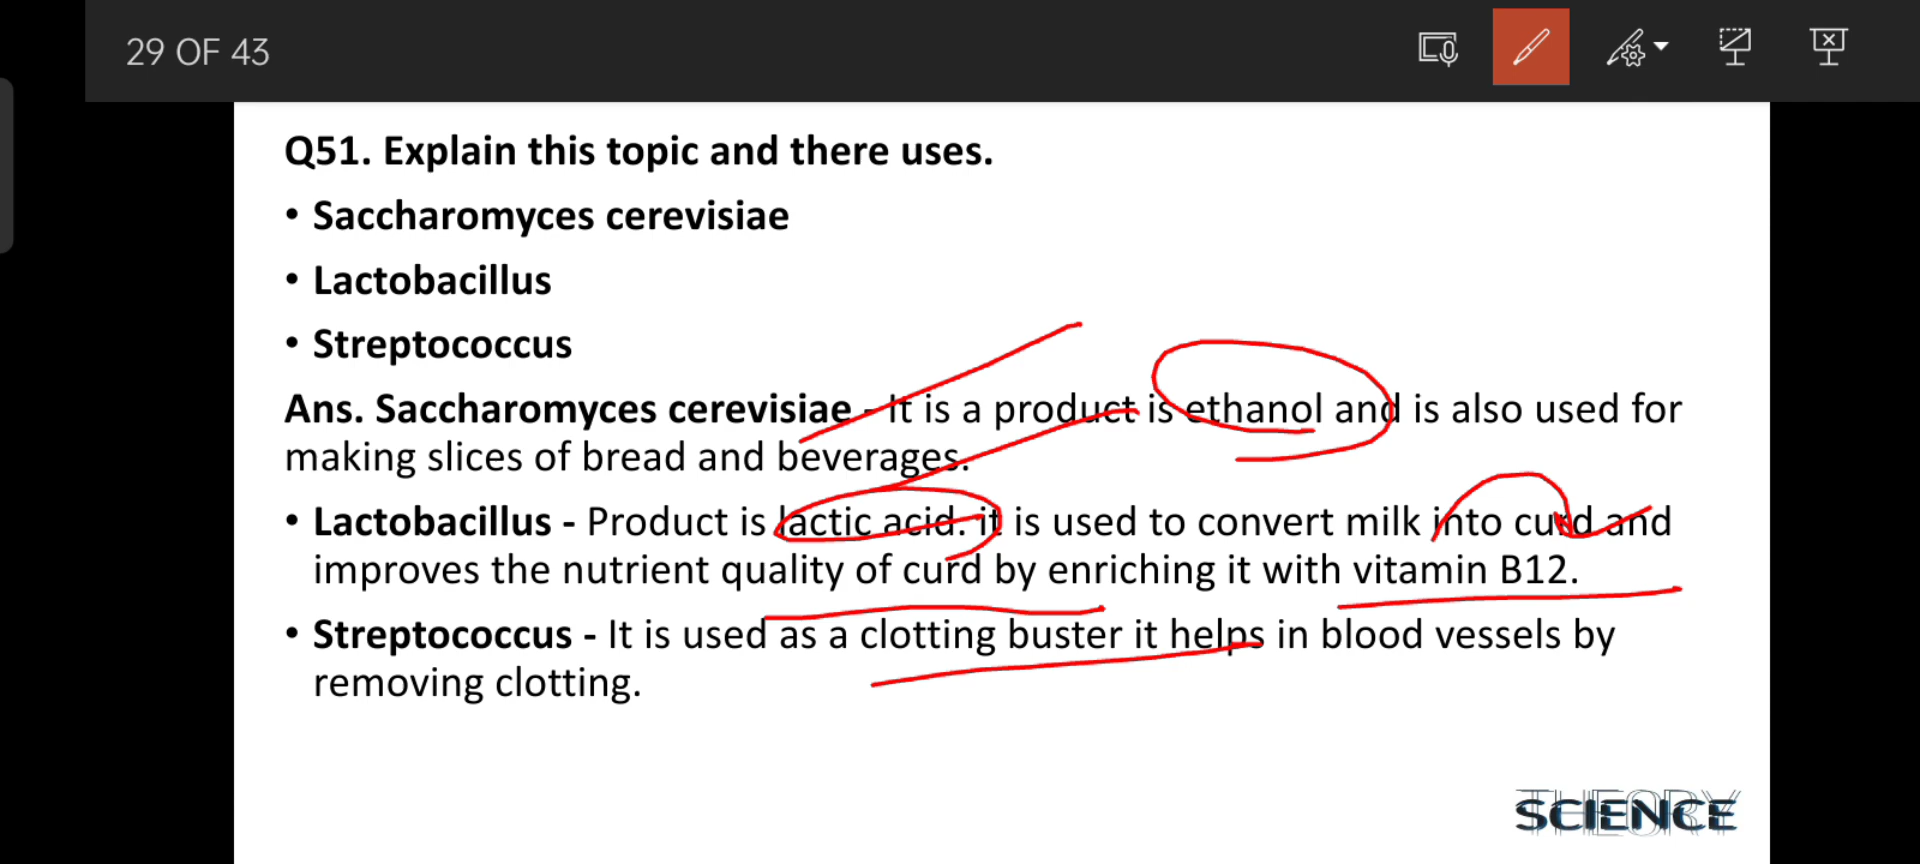 29 OF 43
Q51. Explain this topic and there uses.
• Saccharomyces cerevisiae
• Lactobacillus
• Streptococcus
Ans. Saccharomyces cerevisiae - It is a product is ethanol and is also used for
making slices of bread and beverages.
• Lactobacillus - Product is lactic acid. it is used to convert milk into curd and
improves the nutrient quality of curd by enriching it with vitamin B12.
• Streptococcus - It is used as a clotting buster it helps in blood vessels by
removing clotting.
THEORY
SCIENCE